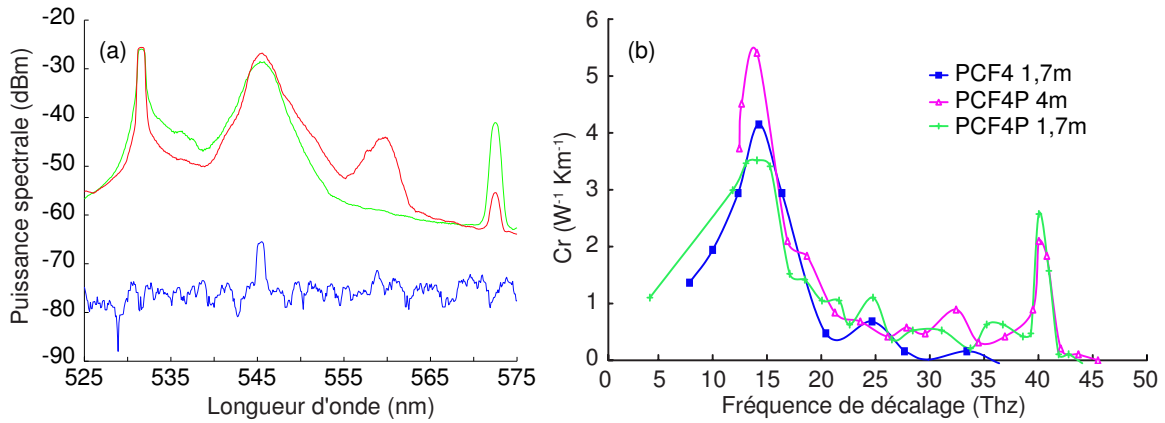 (a)
Puissance spectrale (dBm)
-20
-30
-40
-50
-60
-70
-80
-90
525 535 545 555 565 575
Longueur d'onde (nm)
(b)
Cr (W⁻¹ Km⁻¹)
6
5
4
3
2
1
0
0 5 10 15 20 25 30 35 40 45 50
Fréquence de décalage (Thz)
PCF4 1,7m
PCF4P 4m
PCF4P 1,7m